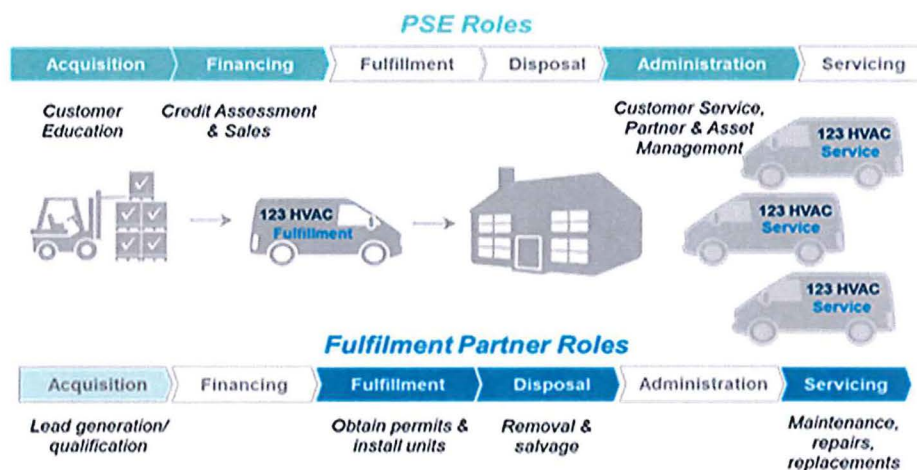 PSE Roles
Acquisition
Financing
Fulfillment
Disposal
Administration
Servicing
Customer
Education
Credit Assessment
& Sales
Customer Service,
Partner & Asset
Management
123 HVAC
Service
123 HVAC
Fulfillment
123 HVAC
Service
123 HVAC
Service
Fulfilment Partner Roles
Acquisition
Financing
Fulfillment
Disposal
Administration
Servicing
Lead generation/
qualification
Obtain permits &
install units
Removal &
salvage
Maintenance,
repairs,
replacements